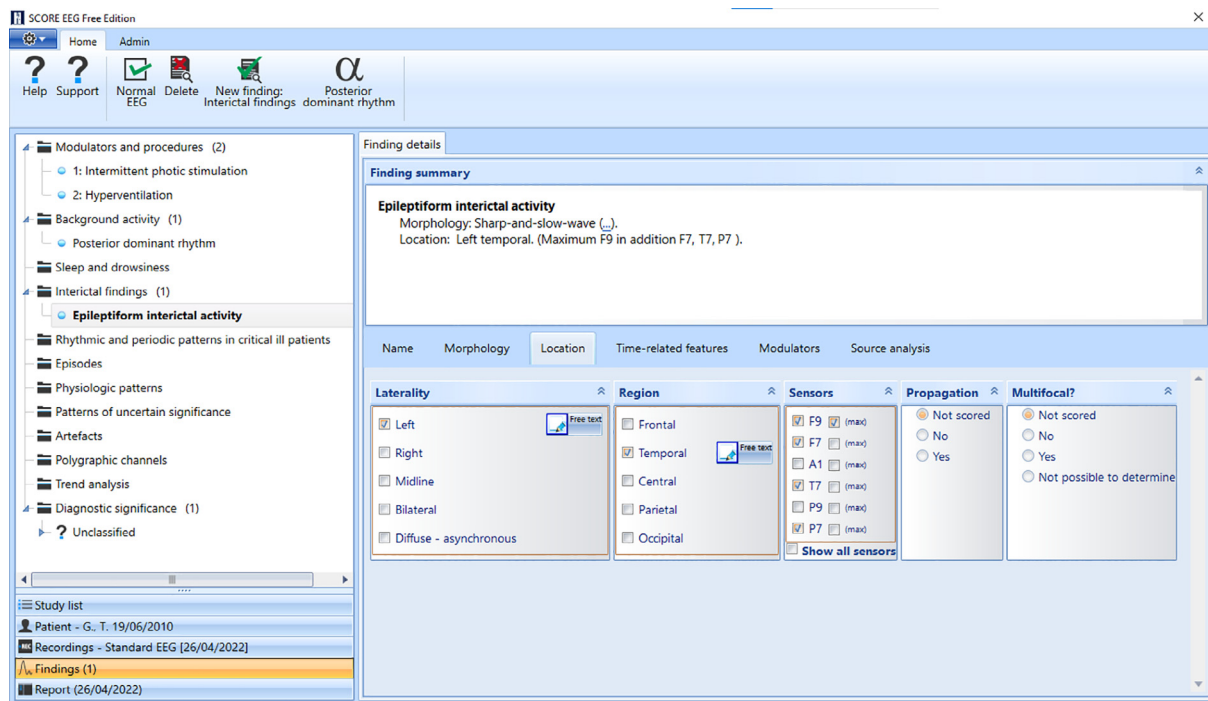 SCORE EEG Free Edition
Home Admin
Help Support Normal EEG Delete New finding: Interictal findings Posterior dominant rhythm
Modulators and procedures (2)
1: Intermittent photic stimulation
2: Hyperventilation
Background activity (1)
Posterior dominant rhythm
Sleep and drowsiness
Interictal findings (1)
Epileptiform interictal activity
Rhythmic and periodic patterns in critical ill patients
Episodes
Physiologic patterns
Patterns of uncertain significance
Artefacts
Polygraphic channels
Trend analysis
Diagnostic significance (1)
? Unclassified
Study list
Patient - G., T. 19/06/2010
REC Recordings - Standard EEG [26/04/2022]
Findings (1)
Report (26/04/2022)
Finding details
Finding summary
Epileptiform interictal activity
Morphology: Sharp-and-slow-wave (...).
Location: Left temporal. (Maximum F9 in addition F7, T7, P7 ).
Name Morphology Location Time-related features Modulators Source analysis
Laterality
Left Free text
Right
Midline
Bilateral
Diffuse - asynchronous
Region
Frontal
Temporal Free text
Central
Parietal
Occipital
Sensors
F9 (max)
F7 (max)
A1 (max)
T7 (max)
P9 (max)
P7 (max)
Show all sensors
Propagation
Not scored
No
Yes
Multifocal?
Not scored
No
Yes
Not possible to determine